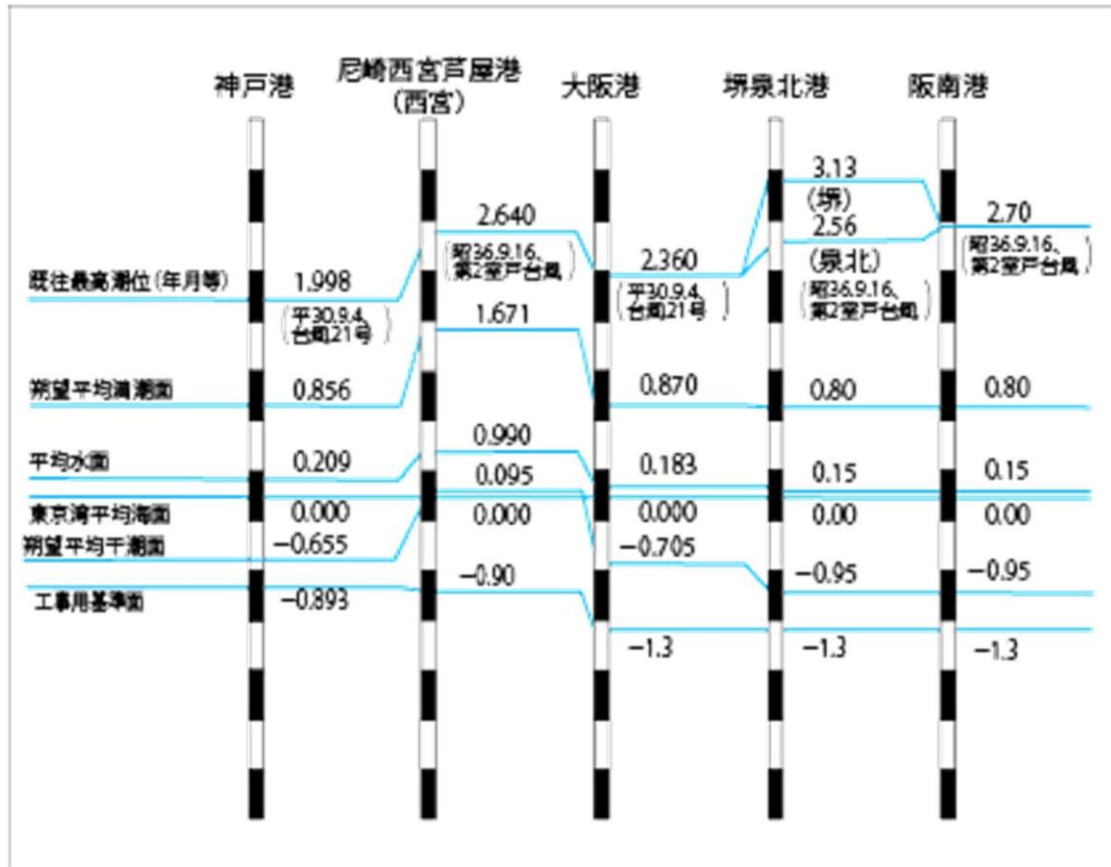 神戸港
尼崎西宮芦屋港
(西宮)
大阪港
堺泉北港
阪南港
既往最高潮位(年月等)
1.998
(平30.9.4、
台風21号)
2.640
(昭36.9.16、
第2室戸台風)
2.360
(平30.9.4、
台風21号)
3.13
(堺)
2.56
(泉北)
(昭36.9.16、
第2室戸台風)
2.70
(昭36.9.16、
第2室戸台風)
朔望平均満潮面
0.856
1.671
0.870
0.80
0.80
平均水面
0.209
0.990
0.183
0.15
0.15
東京湾平均海面
0.000
0.000
0.000
0.00
0.00
朔望平均干潮面
−0.655
0.095
−0.705
−0.95
−0.95
工事用基準面
−0.893
−0.90
−1.3
−1.3
−1.3